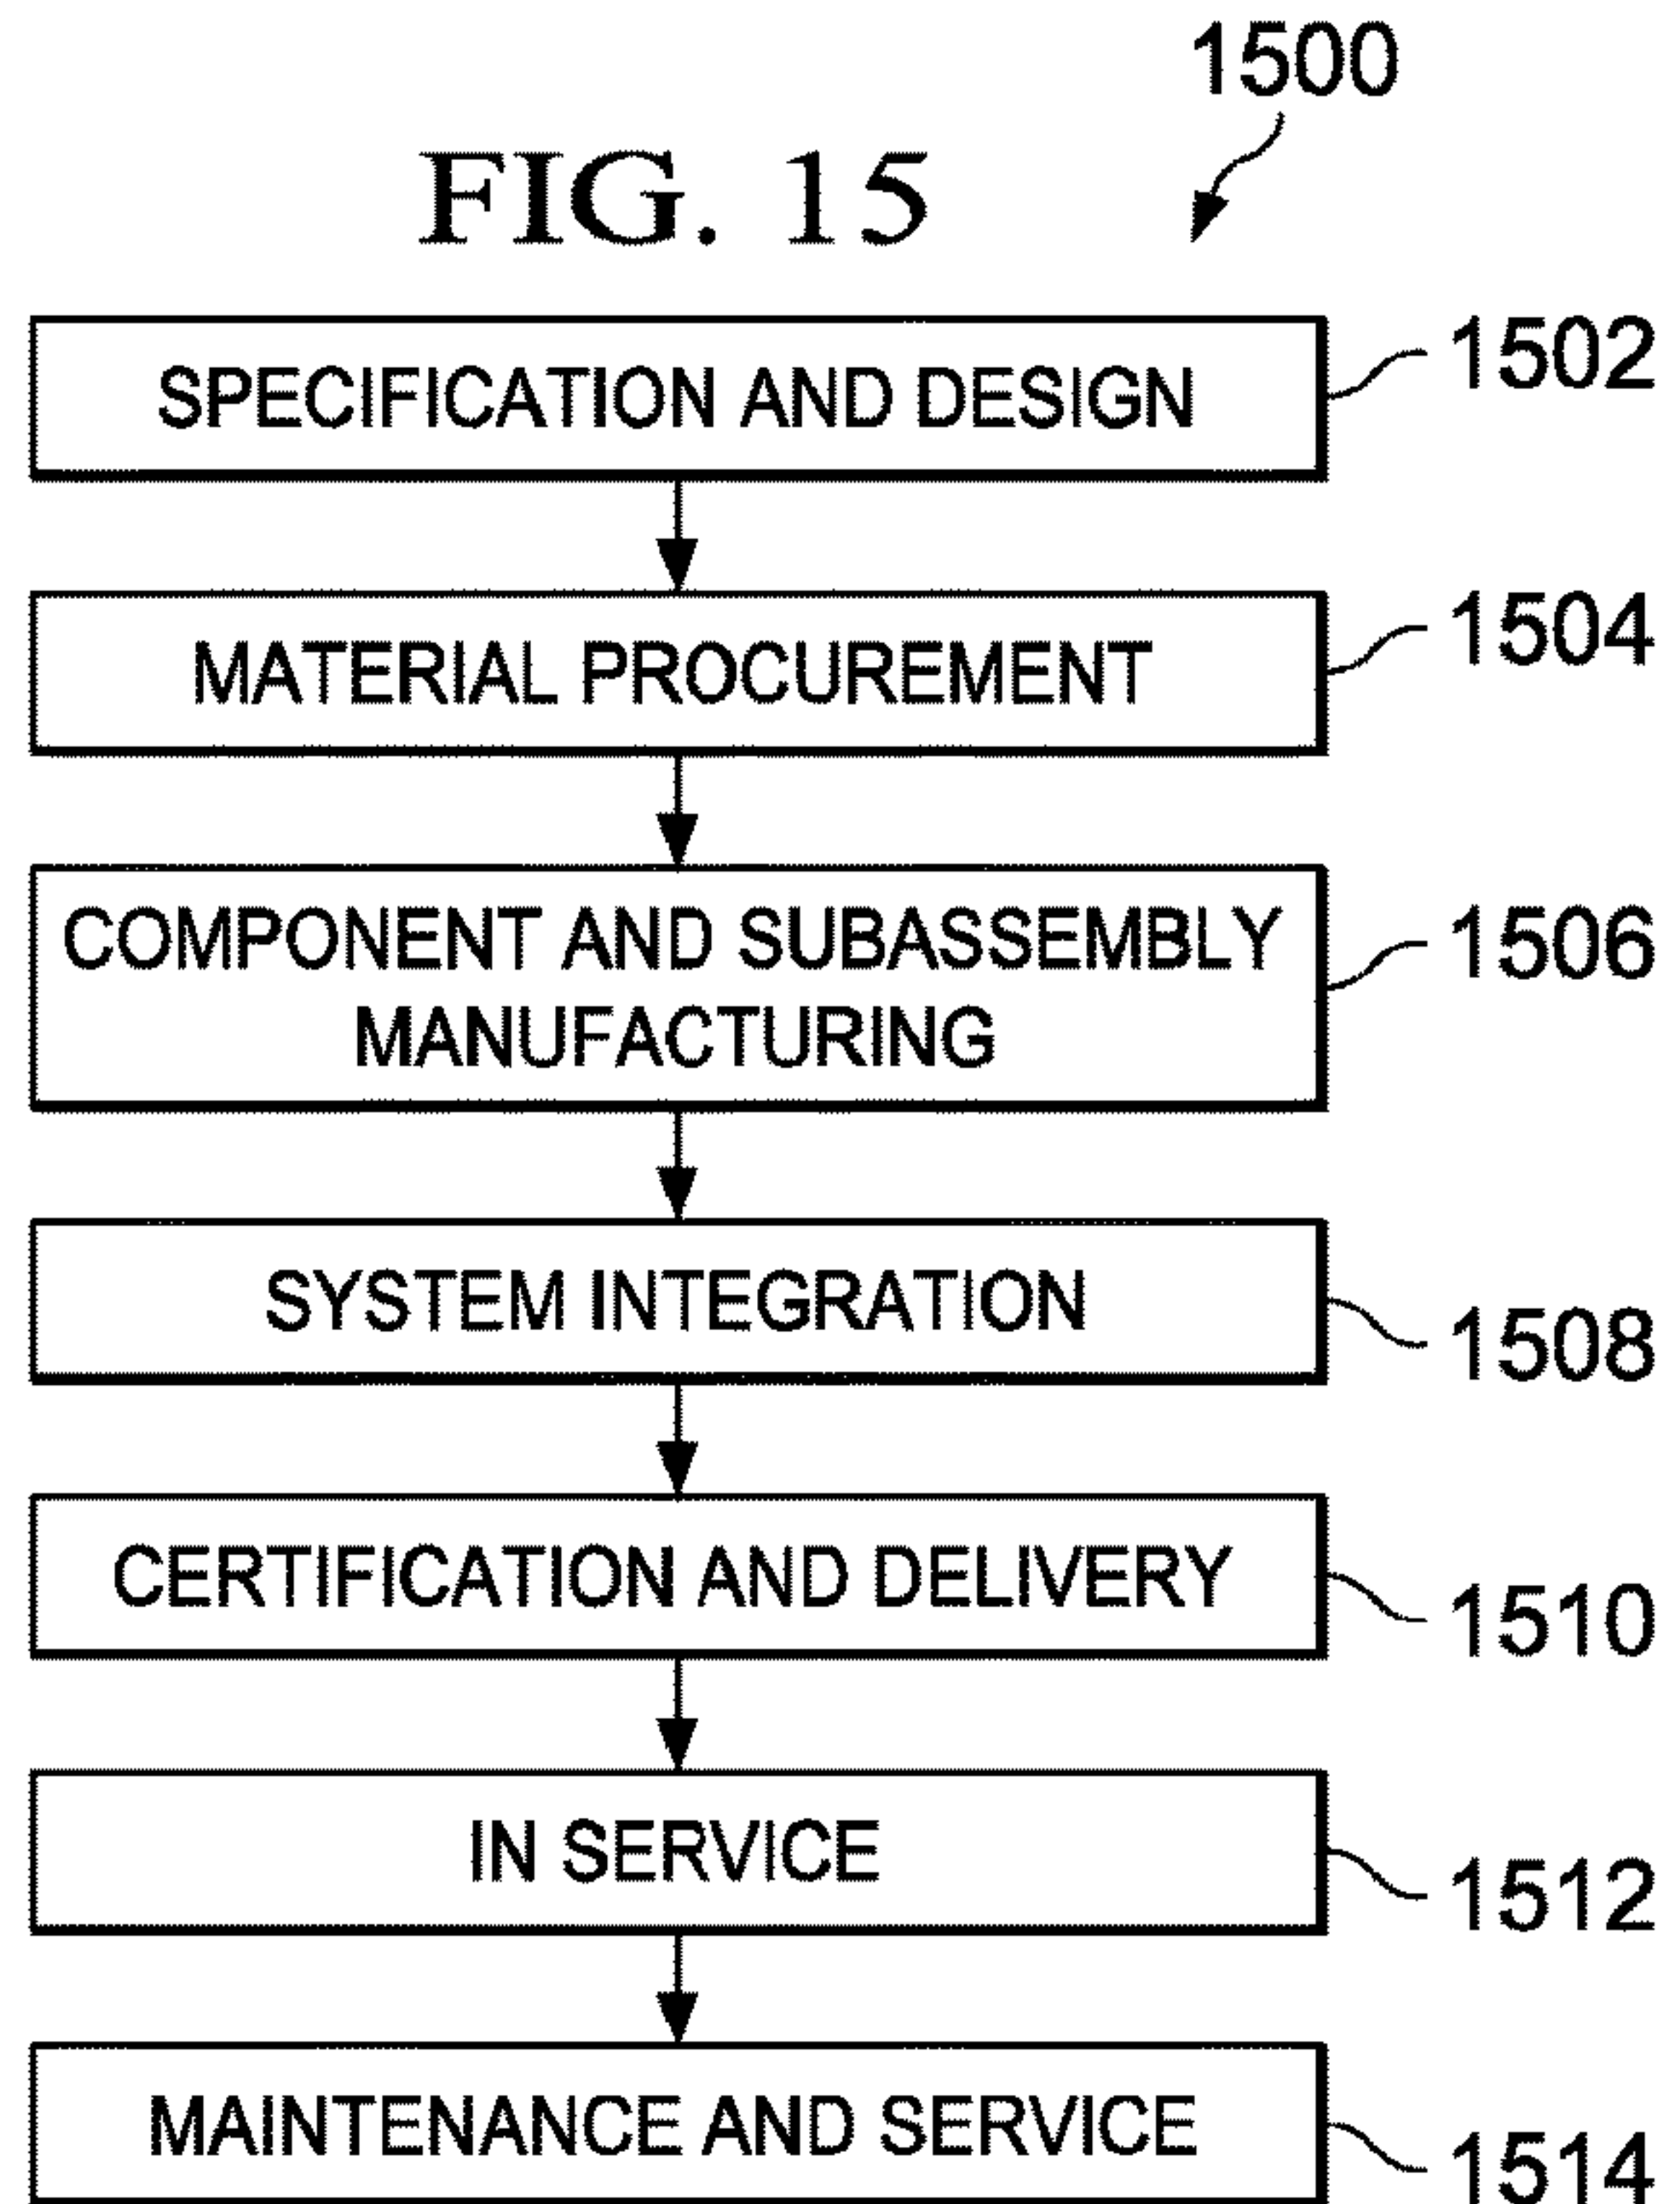 1500
FIG. 15
SPECIFICATION AND DESIGN
1502
MATERIAL PROCUREMENT
1504
COMPONENT AND SUBASSEMBLY
MANUFACTURING
1506
SYSTEM INTEGRATION
1508
CERTIFICATION AND DELIVERY
1510
IN SERVICE
1512
MAINTENANCE AND SERVICE
1514